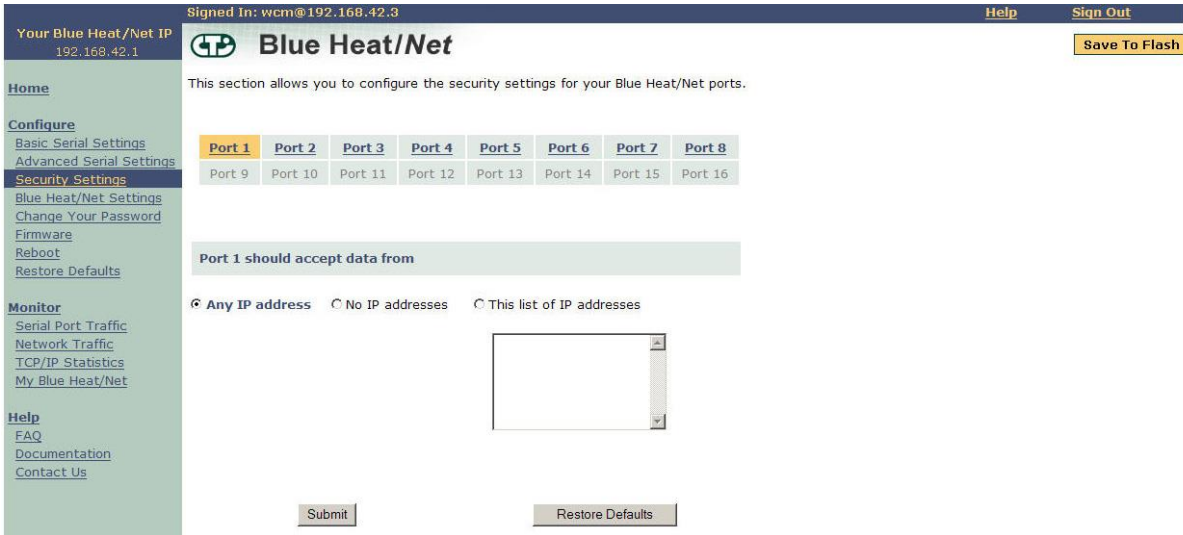 Signed In: wcm@192.168.42.3 Help Sign Out
Your Blue Heat/Net IP
192.168.42.1
CTP Blue Heat/Net
Save To Flash
Home
Configure
Basic Serial Settings
Advanced Serial Settings
Security Settings
Blue Heat/Net Settings
Change Your Password
Firmware
Reboot
Restore Defaults
Monitor
Serial Port Traffic
Network Traffic
TCP/IP Statistics
My Blue Heat/Net
Help
FAQ
Documentation
Contact Us
This section allows you to configure the security settings for your Blue Heat/Net ports.
Port 1 Port 2 Port 3 Port 4 Port 5 Port 6 Port 7 Port 8
Port 9 Port 10 Port 11 Port 12 Port 13 Port 14 Port 15 Port 16
Port 1 should accept data from
Any IP address No IP addresses This list of IP addresses
Submit Restore Defaults